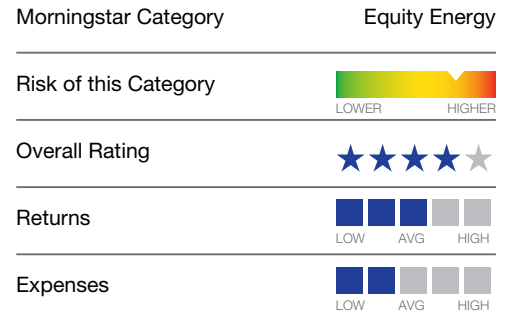 Morningstar Category Equity Energy
Risk of this Category
LOWER HIGHER
Overall Rating
Returns
LOW AVG HIGH
Expenses
LOW AVG HIGH